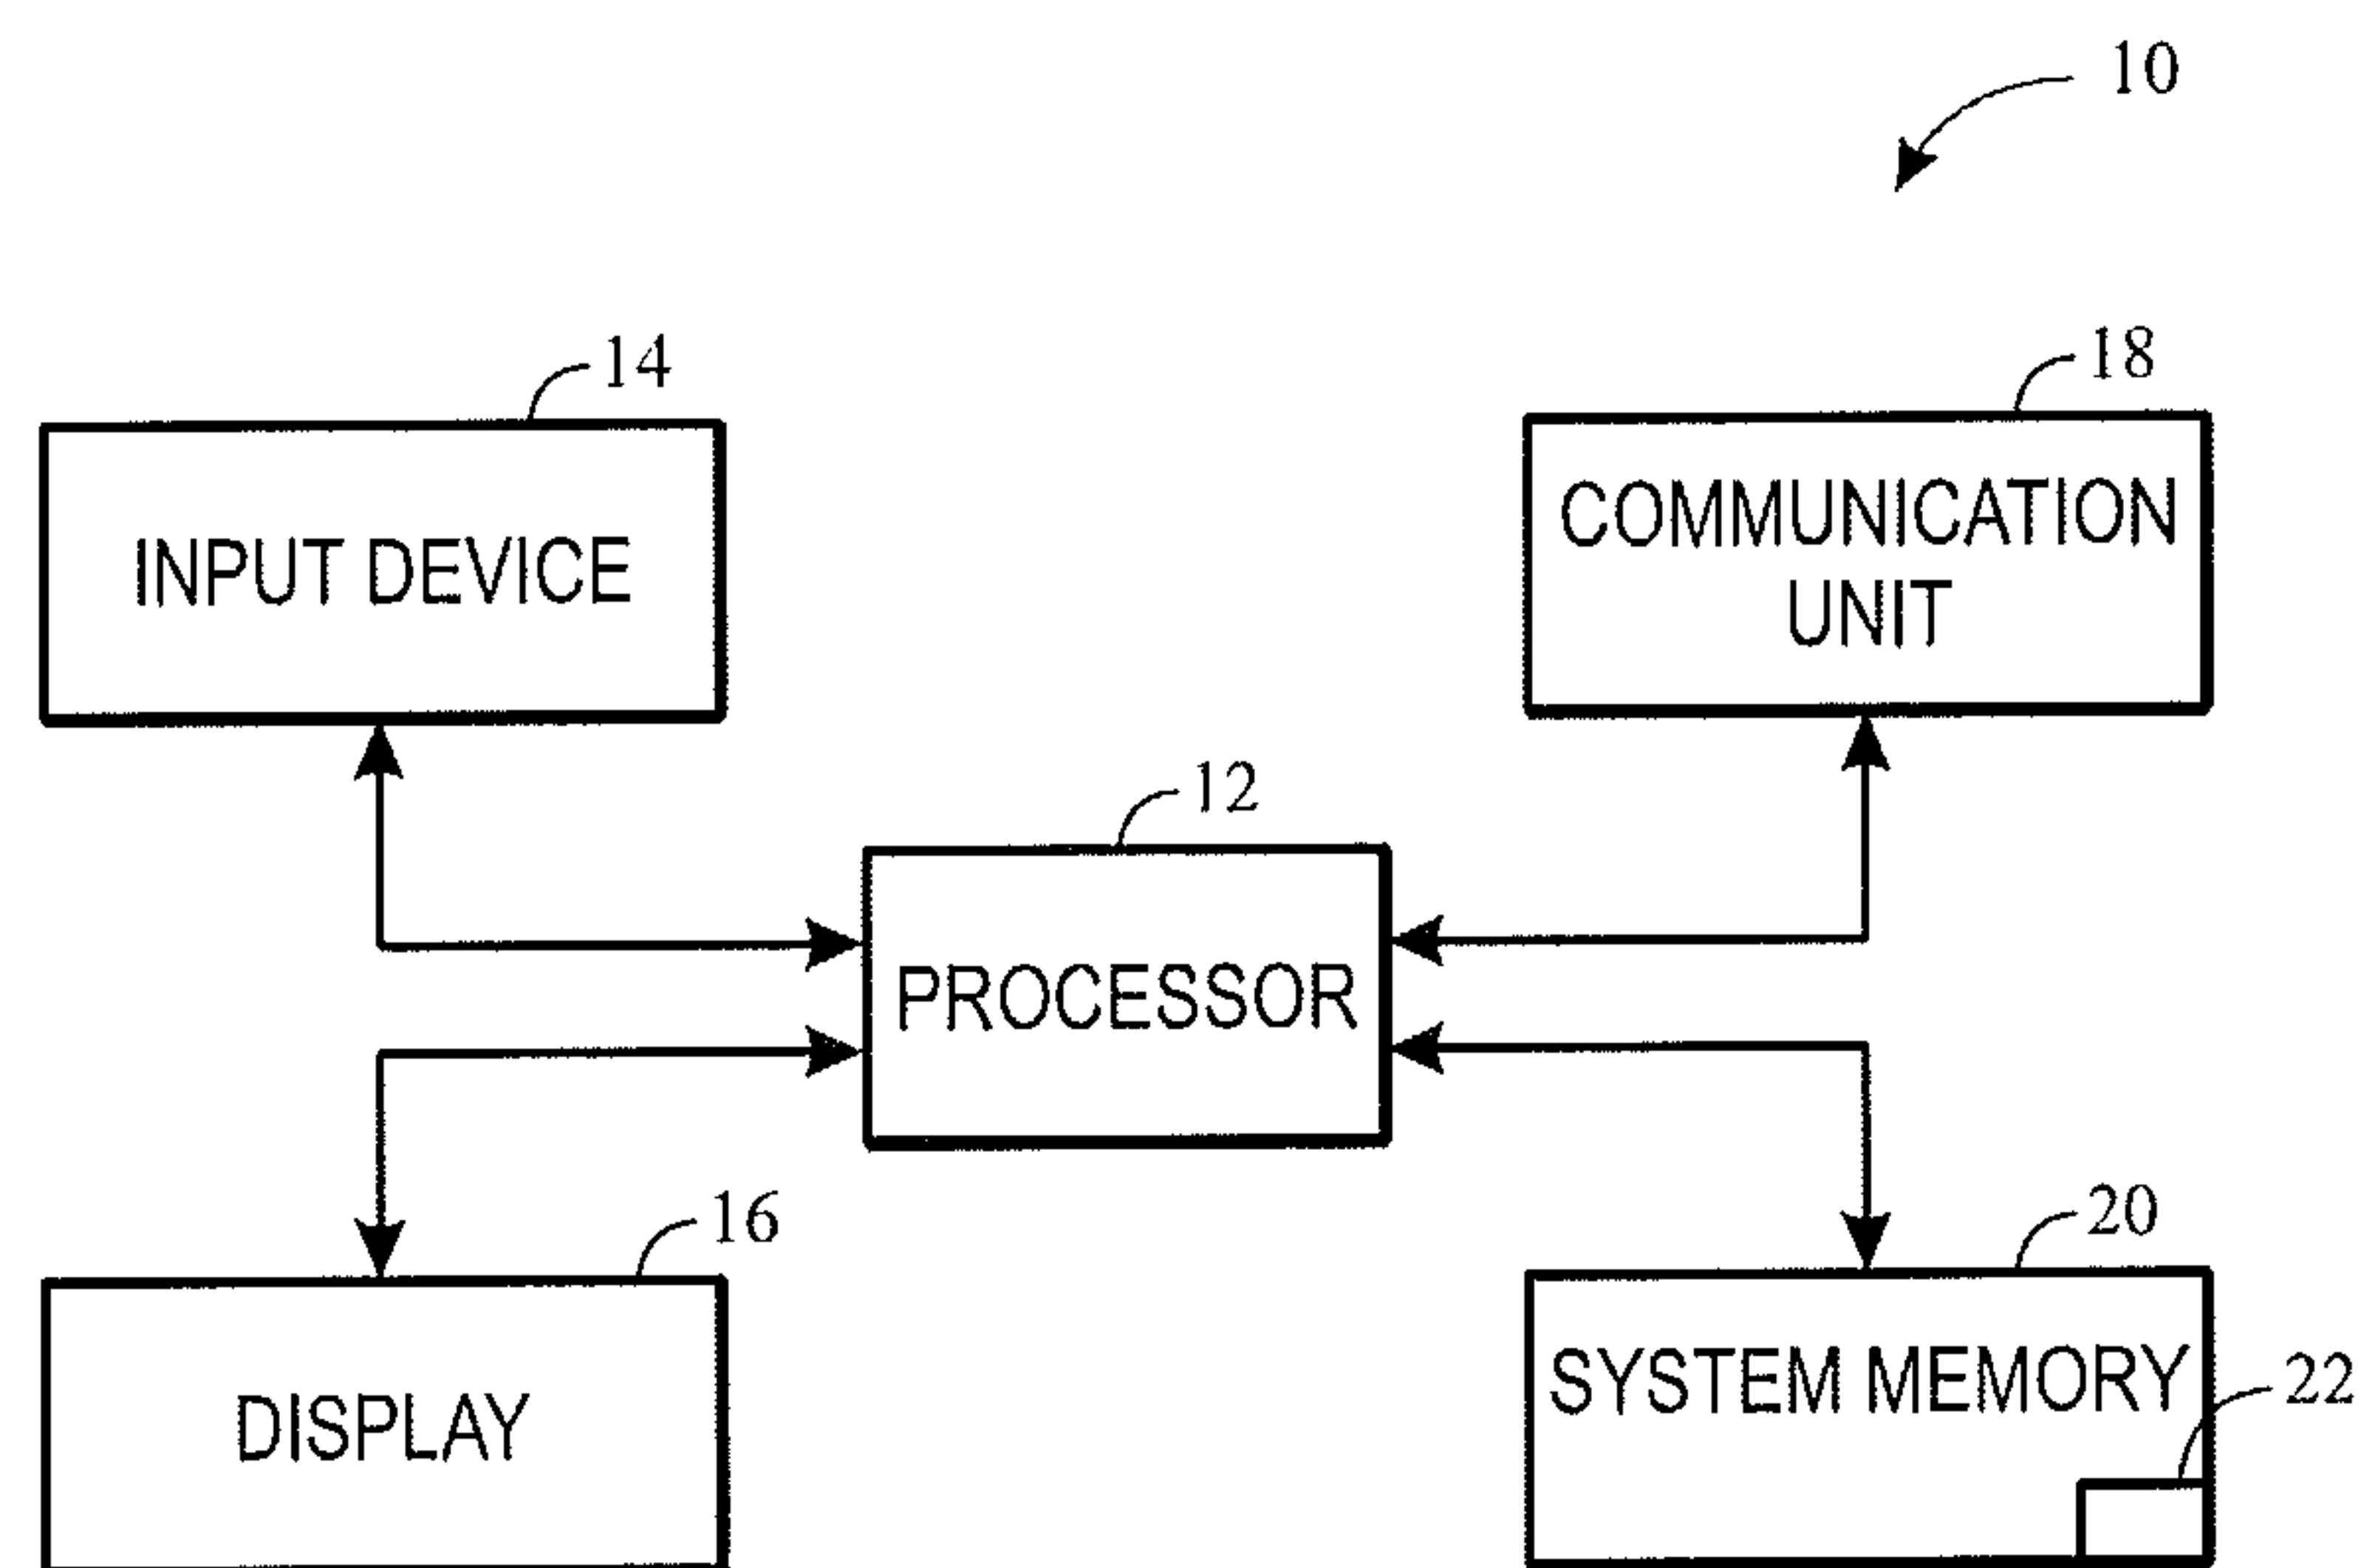 10
14
18
INPUT DEVICE
COMMUNICATION
UNIT
12
PROCESSOR
16
20
DISPLAY
SYSTEM MEMORY
22